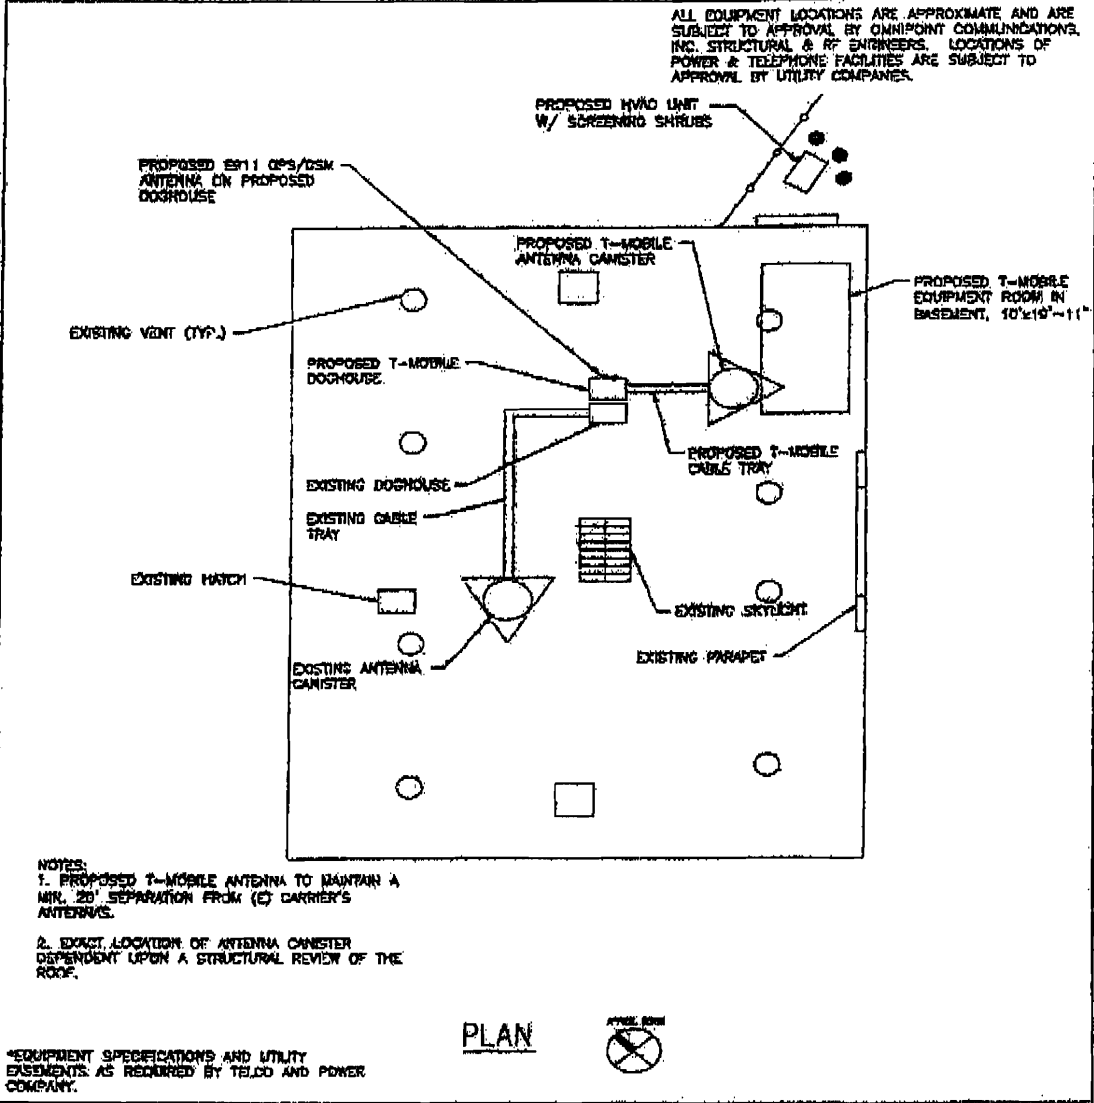 ALL EQUIPMENT LOCATIONS ARE APPROXIMATE AND ARE
SUBJECT TO APPROVAL BY OMNIPOINT COMMUNICATIONS,
INC. STRUCTURAL & RF ENGINEERS. LOCATIONS OF
POWER & TELEPHONE FACILITIES ARE SUBJECT TO
APPROVAL BY UTILITY COMPANIES.
PROPOSED HVAC UNIT
W/ SCREENING SHRUBS
PROPOSED E911 GPS/GSM
ANTENNA ON PROPOSED
DOGHOUSE
PROPOSED T-MOBILE
ANTENNA CANISTER
PROPOSED T-MOBILE
EQUIPMENT ROOM IN
BASEMENT, 10'x19'-11"
EXISTING VENT (TYP.)
PROPOSED T-MOBILE
DOGHOUSE
PROPOSED T-MOBILE
CABLE TRAY
EXISTING DOGHOUSE
EXISTING CABLE
TRAY
EXISTING HATCH
EXISTING SKYLIGHT
EXISTING PARAPET
EXISTING ANTENNA
CANISTER
NOTES:
1. PROPOSED T-MOBILE ANTENNA TO MAINTAIN A
MIN. 20' SEPARATION FROM (E) CARRIER'S
ANTENNAS.
2. EXACT LOCATION OF ANTENNA CANISTER
DEPENDENT UPON A STRUCTURAL REVIEW OF THE
ROOF.
PLAN
*EQUIPMENT SPECIFICATIONS AND UTILITY
EASEMENTS AS REQUIRED BY TELCO AND POWER
COMPANY.